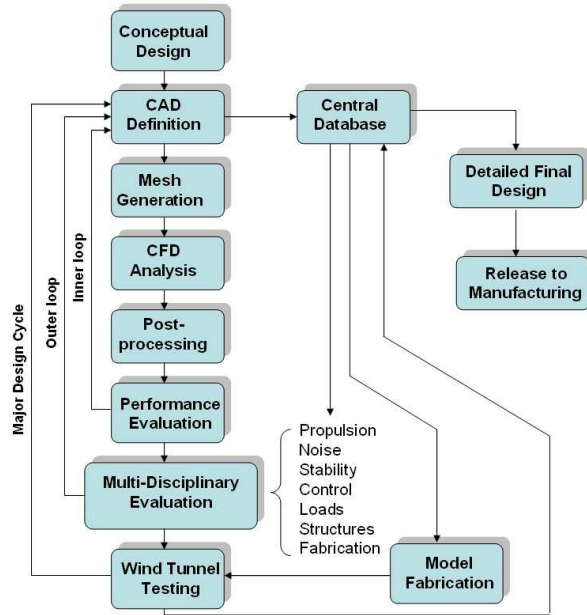 Conceptual
Design
CAD
Definition
Central
Database
Mesh
Generation
Detailed Final
Design
CFD
Analysis
Release to
Manufacturing
Post-
processing
Inner loop
Outer loop
Major Design Cycle
Performance
Evaluation
Multi-Disciplinary
Evaluation
Propulsion
Noise
Stability
Control
Loads
Structures
Fabrication
Wind Tunnel
Testing
Model
Fabrication